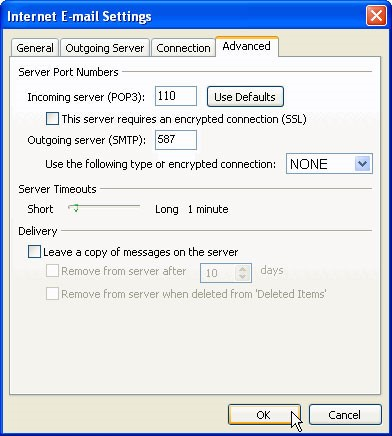 Internet E-mail Settings
General Outgoing Server Connection Advanced
Server Port Numbers
Incoming server (POP3): 110 Use Defaults
This server requires an encrypted connection (SSL)
Outgoing server (SMTP): 587
Use the following type or encrypted connection: NONE
Server Timeouts
Short Long 1 minute
Delivery
Leave a copy of messages on the server
Remove from server after 10 days
Remove from server when deleted from 'Deleted Items'
OK Cancel